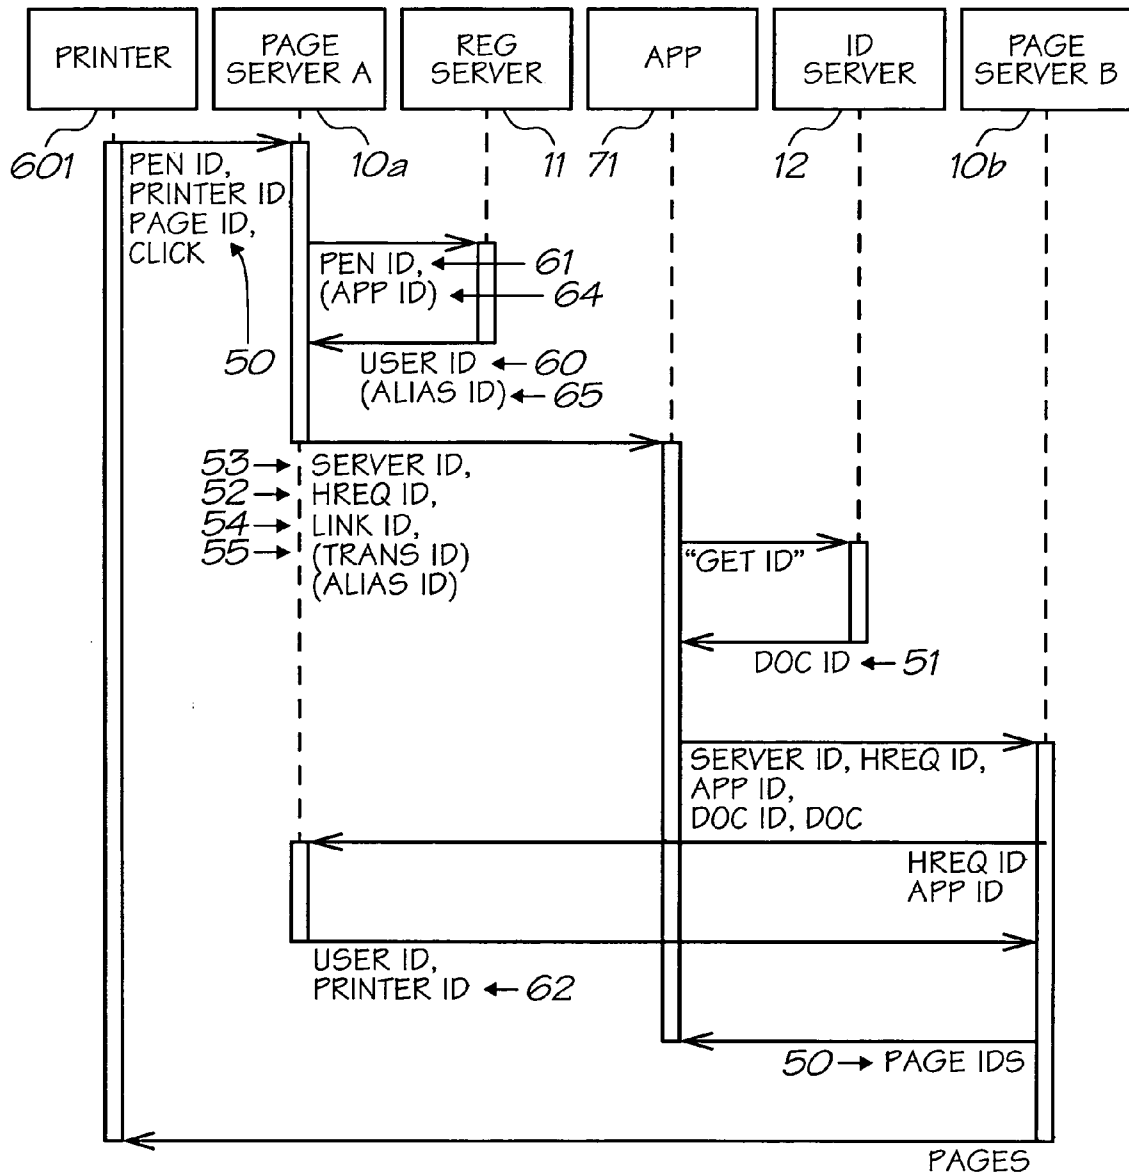 PRINTER
PAGE
SERVER A
REG
SERVER
APP
ID
SERVER
PAGE
SERVER B
601
10a
11
71
12
10b
PEN ID,
PRINTER ID
PAGE ID,
CLICK
50
PEN ID,
61
(APP ID)
64
USER ID
60
(ALIAS ID)
65
53
SERVER ID,
52
HREQ ID,
54
LINK ID,
55
(TRANS ID)
(ALIAS ID)
"GET ID"
DOC ID
51
SERVER ID, HREQ ID,
APP ID,
DOC ID, DOC
HREQ ID
APP ID
USER ID,
PRINTER ID
62
50
PAGE IDS
PAGES